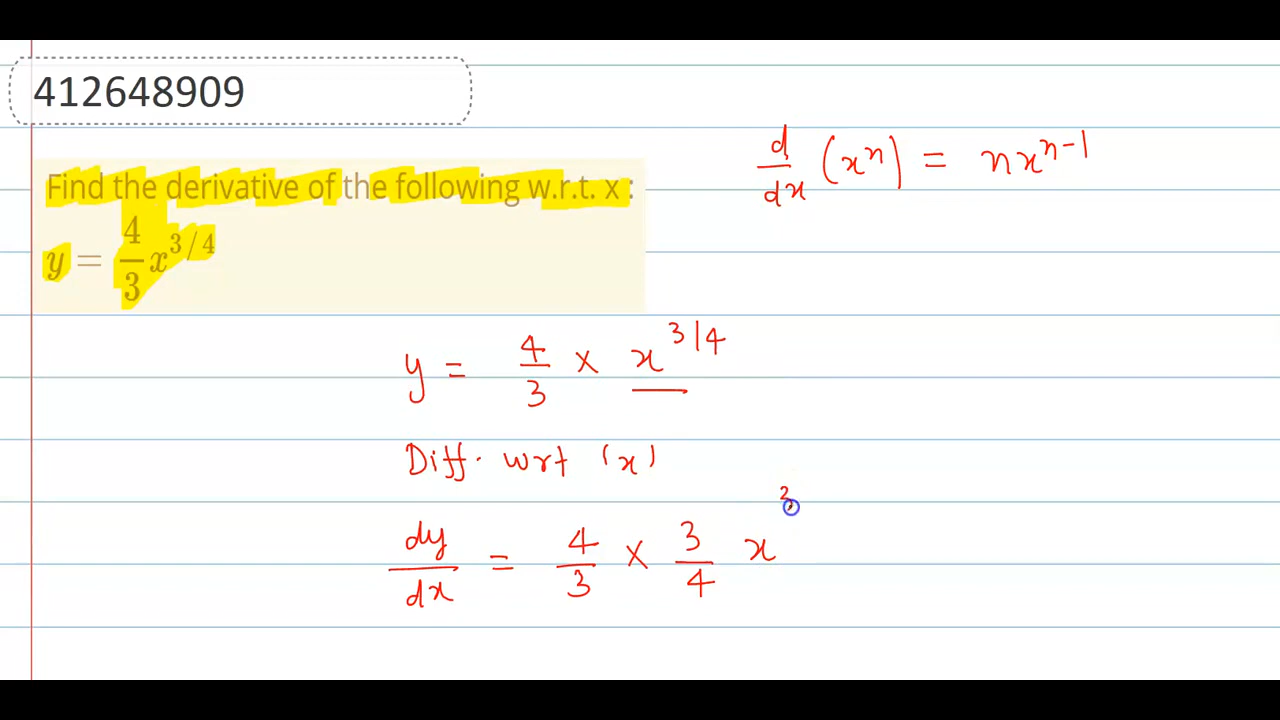 412648909
Find the derivative of the following w.r.t. x :
y = 4/3 x^{3/4}
d/dx (x^n) = nx^{n-1}
y = 4/3 × x^{3/4}
Diff. wrt (x)
dy/dx = 4/3 × 3/4 x